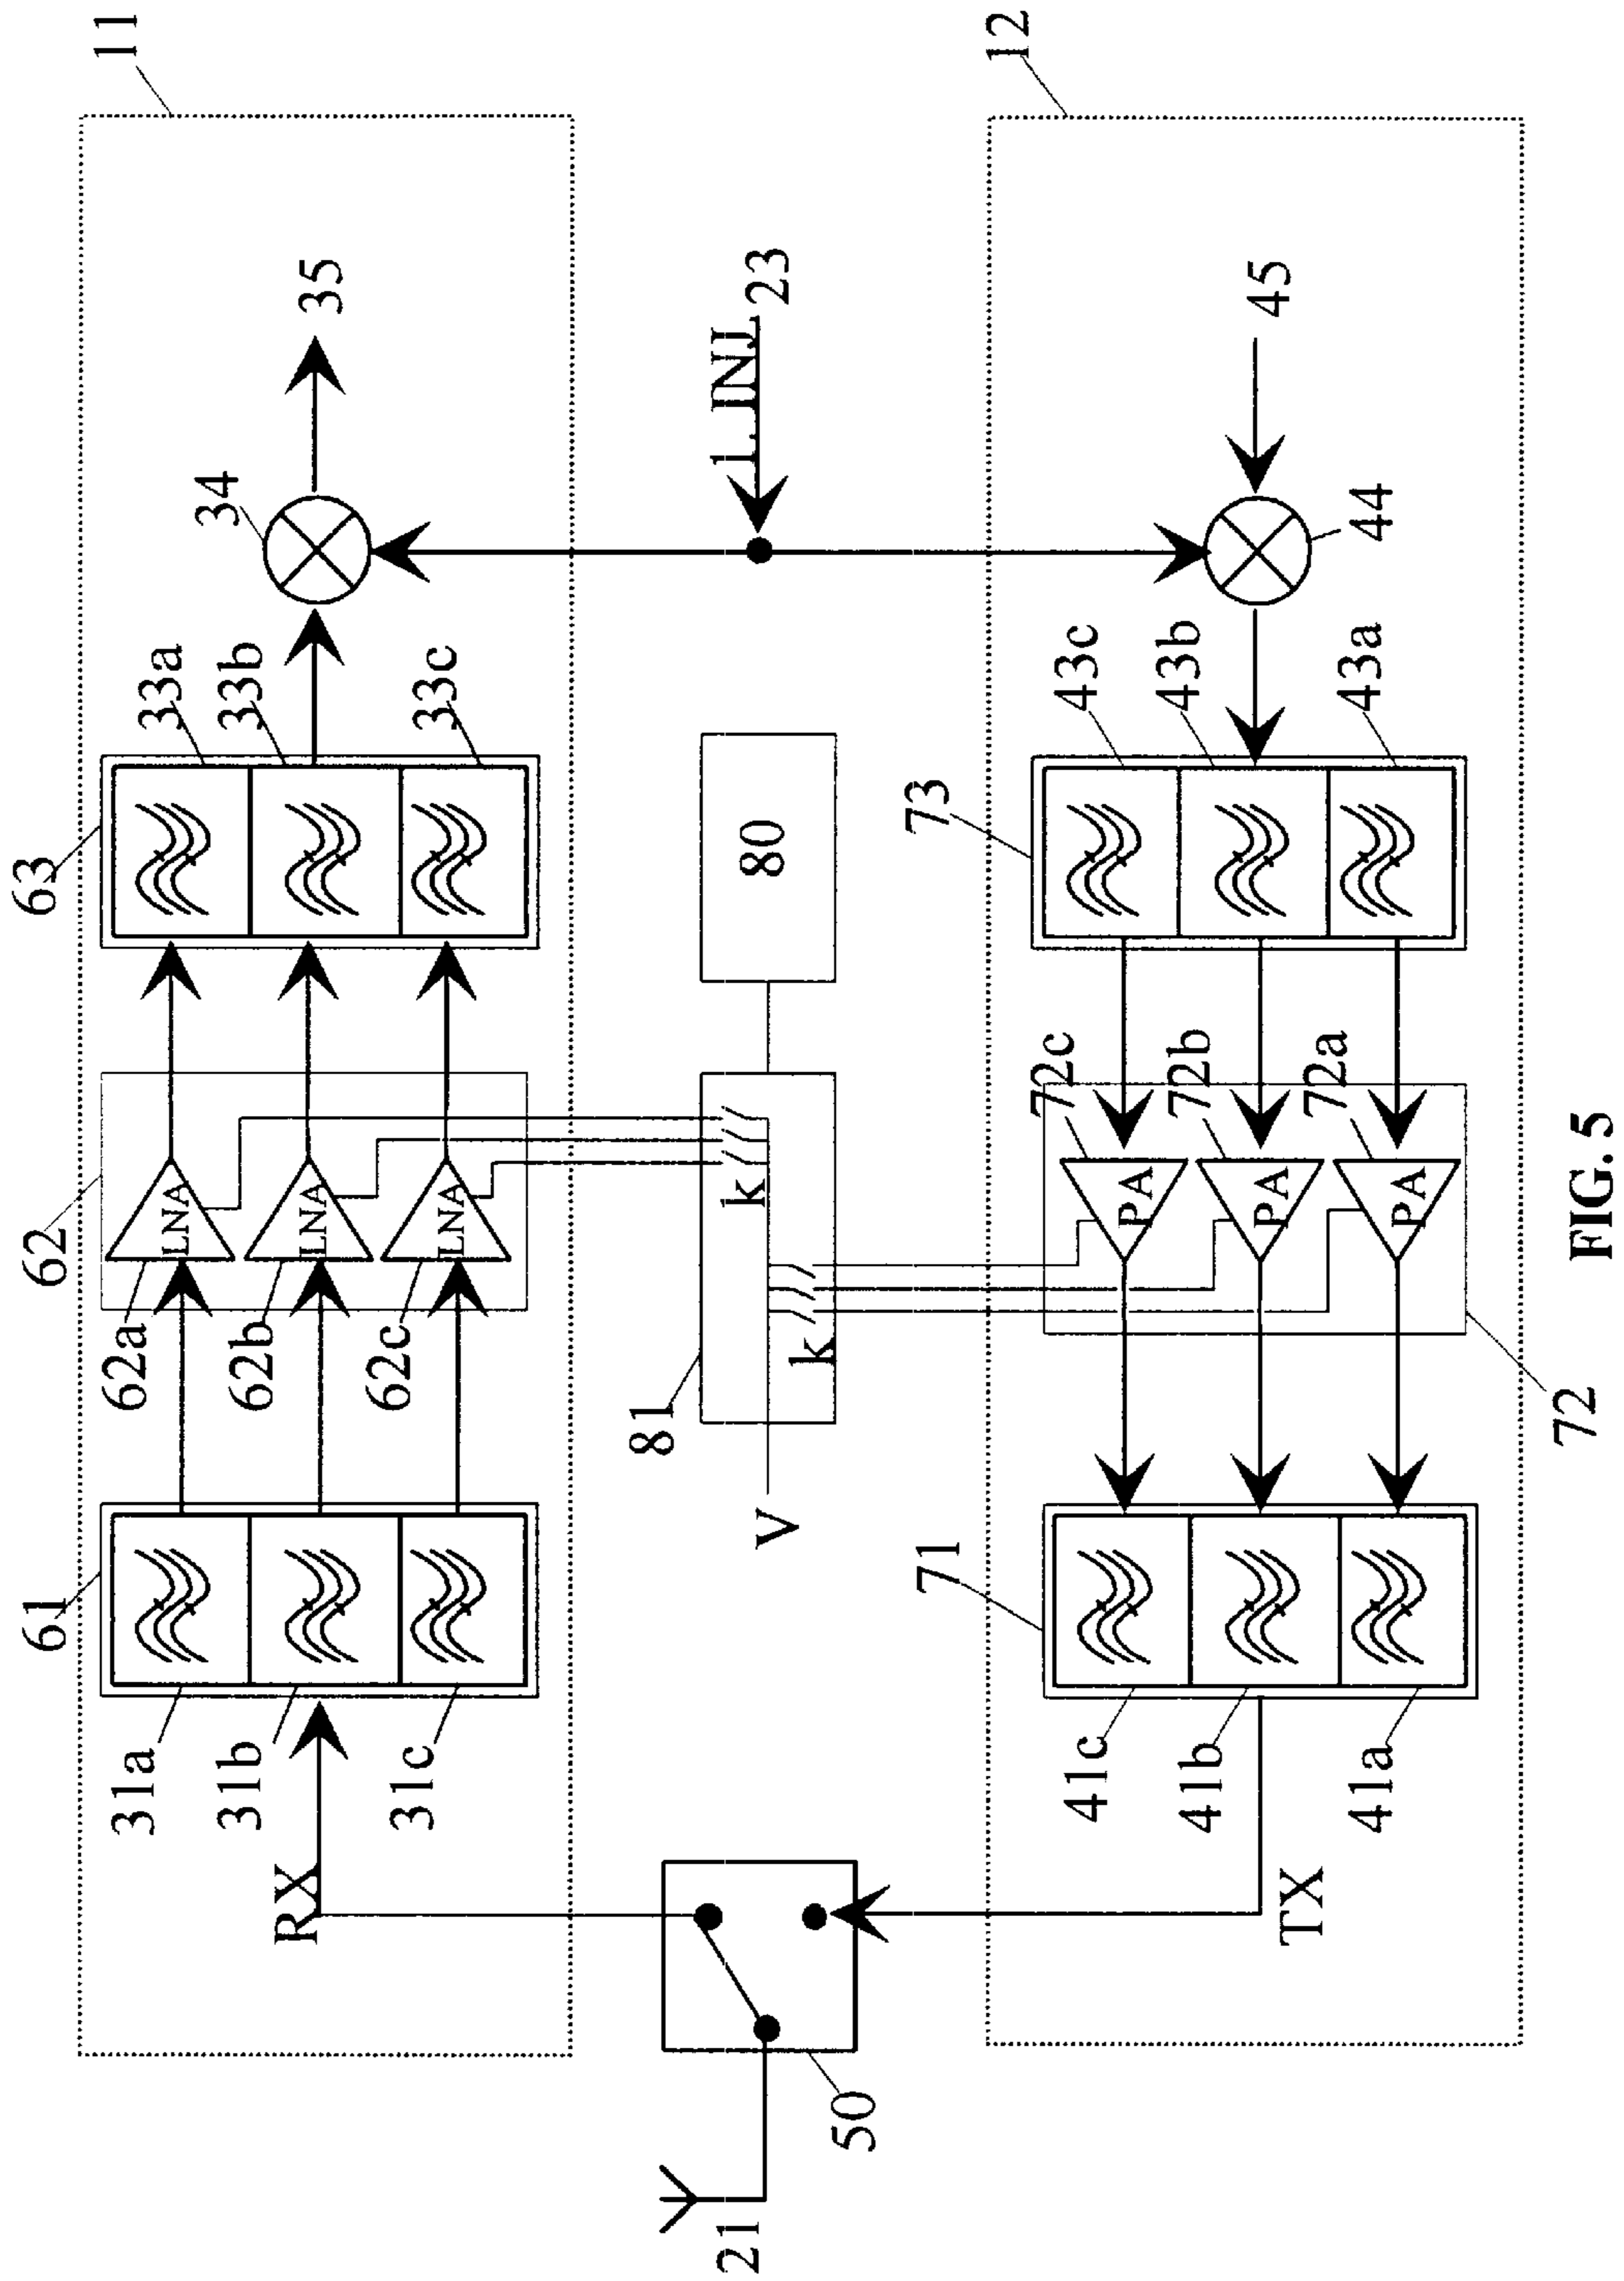 11
63
33a
33b
33c
34
35
62
LNA
LNA
LNA
62a
62b
62c
61
31a
31b
31c
RX
1. INJ.
23
80
k
k
81
V
50
21
12
73
43c
43b
43a
44
45
72c
72b
72a
PA
PA
PA
72
71
41c
41b
41a
TX
FIG. 5